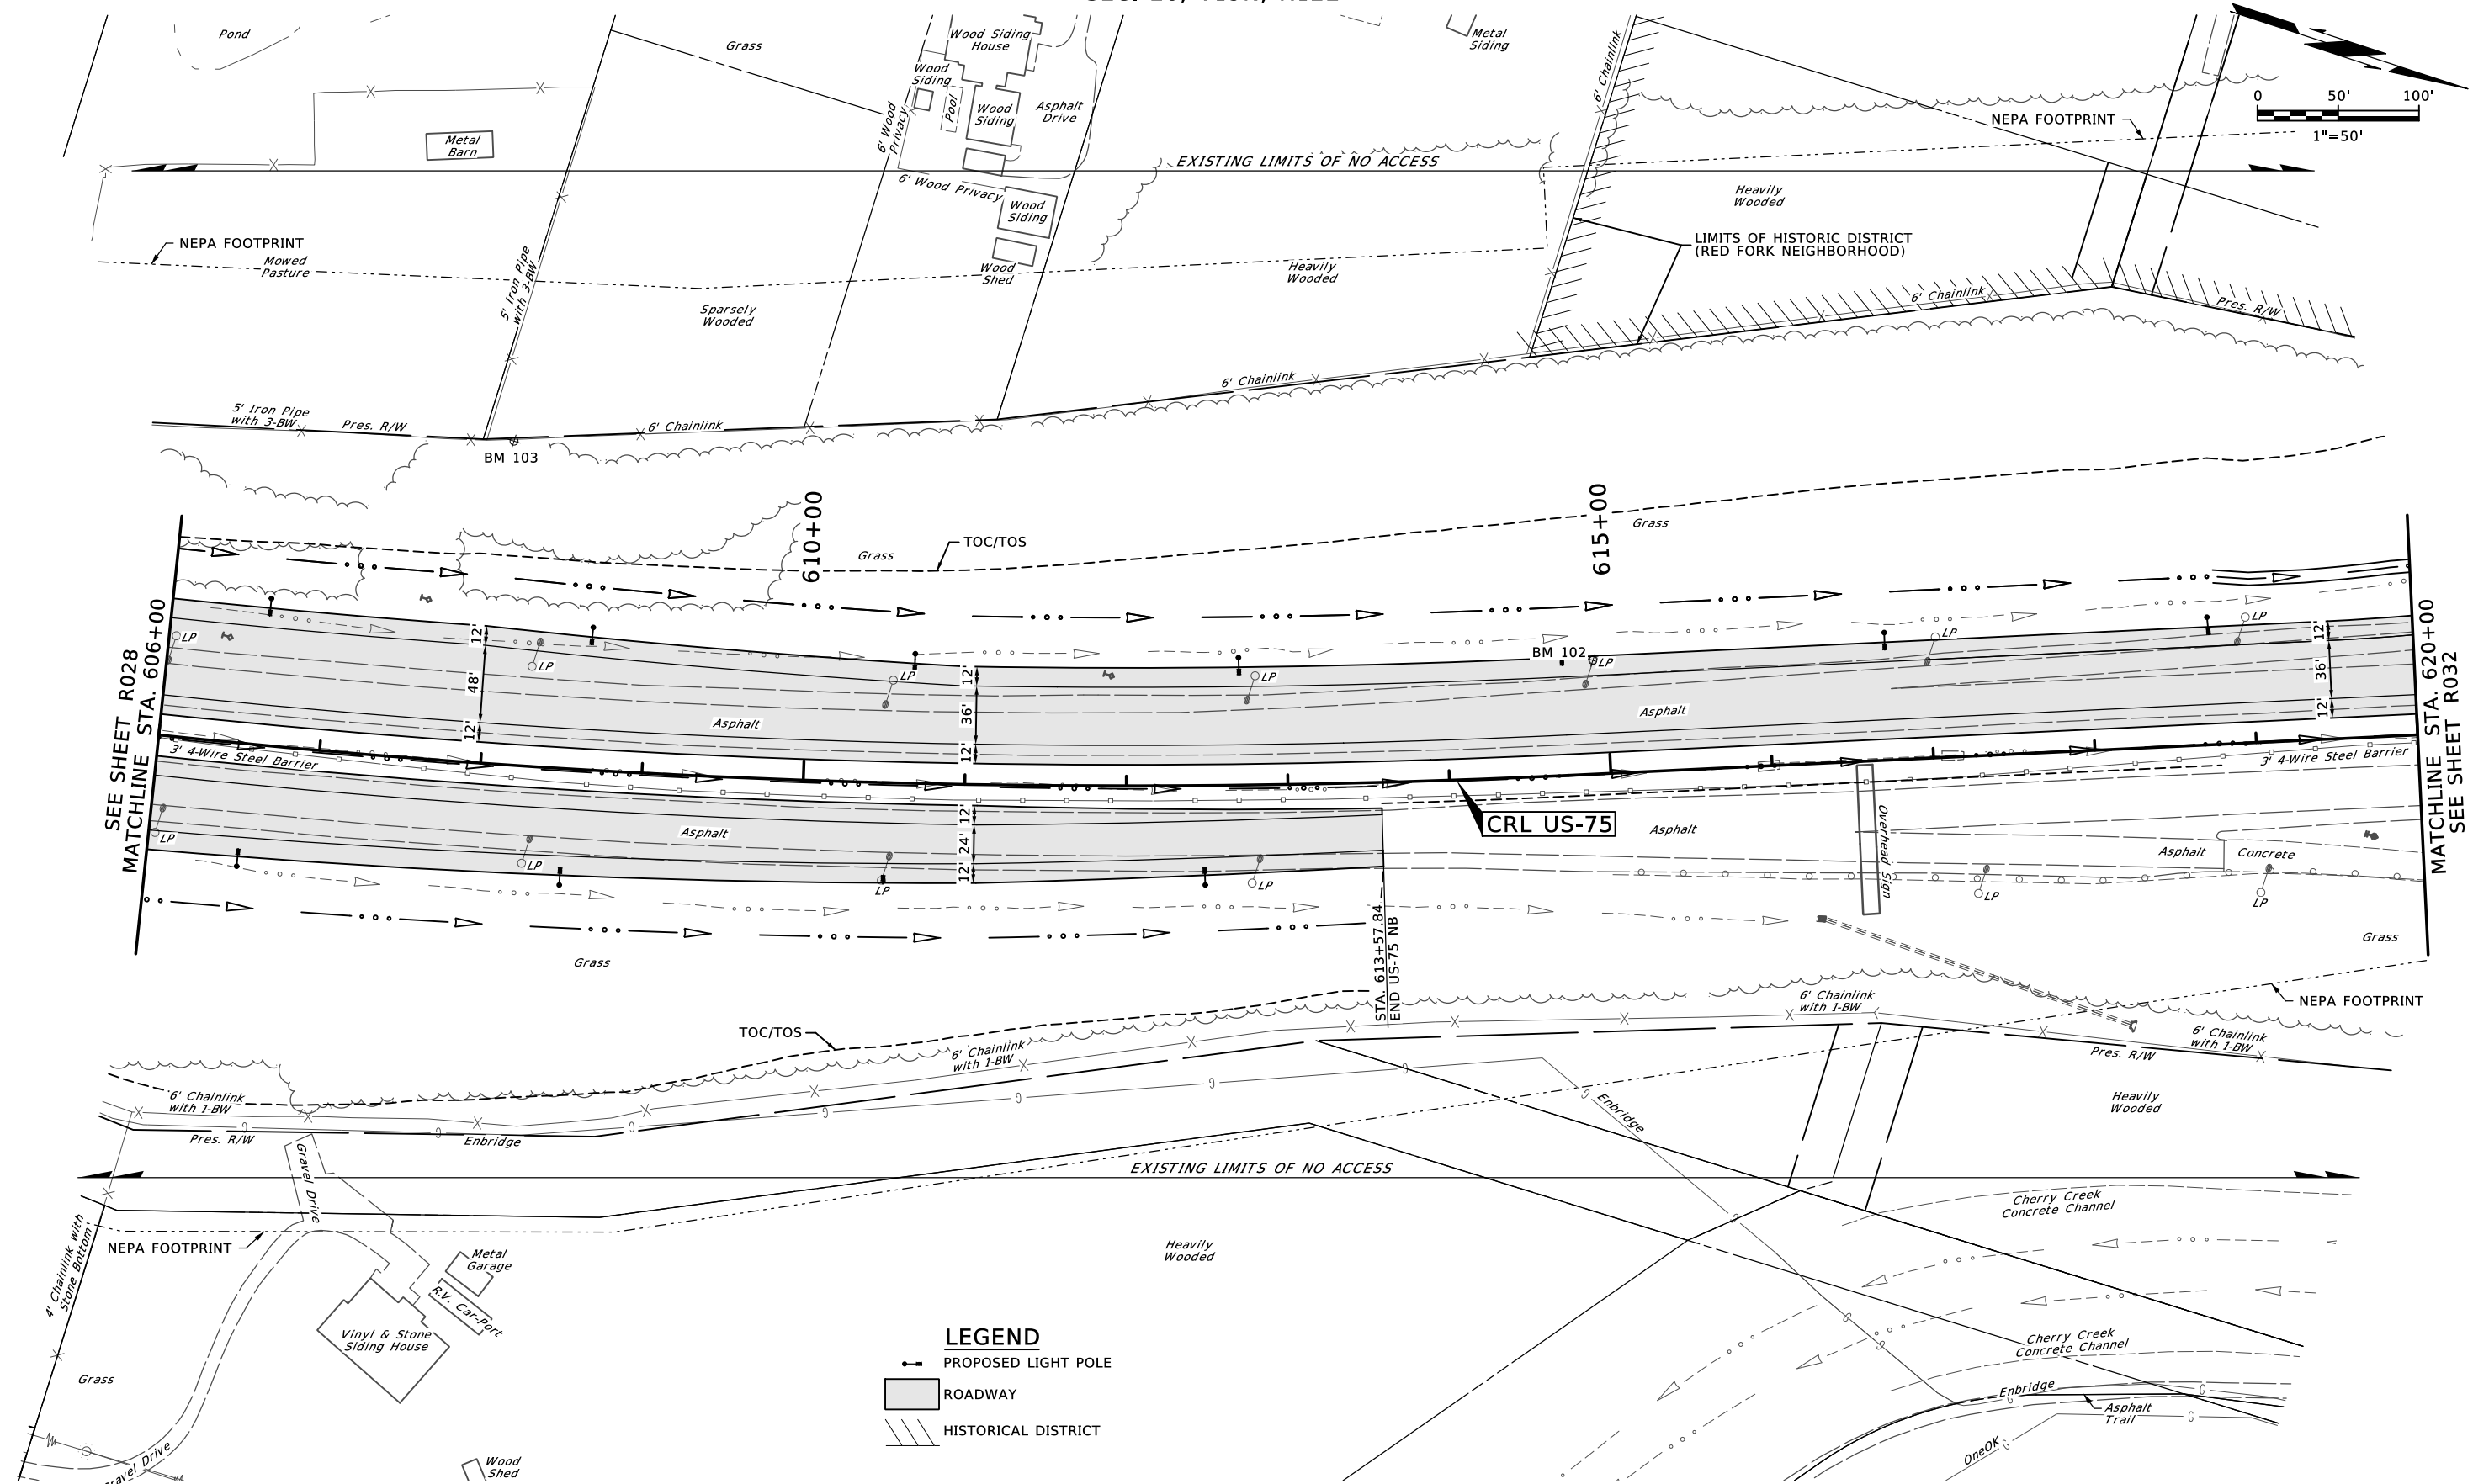 Pond
Grass
Wood Siding
House
Metal
Siding
Wood
Siding
Pool
Wood
Siding
Asphalt
Drive
6' Wood
Privacy
6' Chainlink
0 50' 100'
1"=50'
NEPA FOOTPRINT
Metal
Barn
EXISTING LIMITS OF NO ACCESS
6' Wood Privacy
Wood
Siding
Heavily
Wooded
NEPA FOOTPRINT
Mowed
Pasture
5' Iron Pipe
with 3-BW
Wood
Shed
Heavily
Wooded
LIMITS OF HISTORIC DISTRICT
(RED FORK NEIGHBORHOOD)
Sparsely
Wooded
6' Chainlink
Pres. R/W
6' Chainlink
5' Iron Pipe
with 3-BW
Pres. R/W
6' Chainlink
BM 103
610+00
615+00
Grass
TOC/TOS
Grass
SEE SHEET R028
MATCHLINE STA. 606+00
MATCHLINE STA. 620+00
SEE SHEET R032
LP
12'
48'
12'
LP
LP
12'
36'
12'
LP
BM 102
LP
LP
LP
12'
36'
12'
Asphalt
Asphalt
3' 4-Wire Steel Barrier
3' 4-Wire Steel Barrier
CRL US-75
LP
Asphalt
LP
LP
12'
24'
12'
LP
Asphalt
Overhead Sign
Asphalt
Concrete
LP
LP
STA. 613+57.84
END US-75 NB
Grass
Grass
NEPA FOOTPRINT
TOC/TOS
6' Chainlink
with 1-BW
6' Chainlink
with 1-BW
6' Chainlink
with 1-BW
Pres. R/W
6' Chainlink
with 1-BW
Pres. R/W
Enbridge
Enbridge
Heavily
Wooded
Gravel Drive
EXISTING LIMITS OF NO ACCESS
Cherry Creek
Concrete Channel
NEPA FOOTPRINT
4' Chainlink with
Stone Bottom
Metal
Garage
R.V. Car-Port
Heavily
Wooded
Vinyl & Stone
Siding House
Grass
LEGEND
PROPOSED LIGHT POLE
ROADWAY
HISTORICAL DISTRICT
Cherry Creek
Concrete Channel
Enbridge
Asphalt
Trail
OneOK
Drive
Wood
Shed